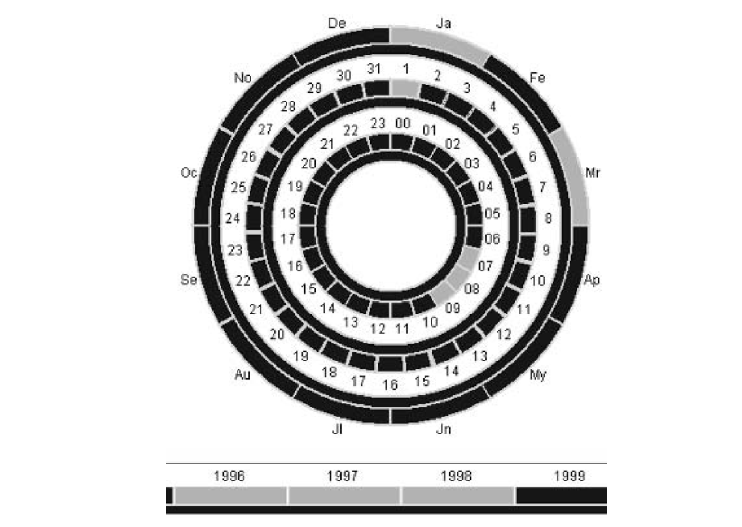 De Ja
No Fe
Oc Mr
Se Ap
Au My
Jl Jn
1 2 3 4 5 6 7 8 9 10 11 12 13 14 15 16 17 18 19 20 21 22 23 24 25 26 27 28 29 30 31
00 01 02 03 04 05 06 07 08 09 10 11 12 13 14 15 16 17 18 19 20 21 22 23
1996 1997 1998 1999